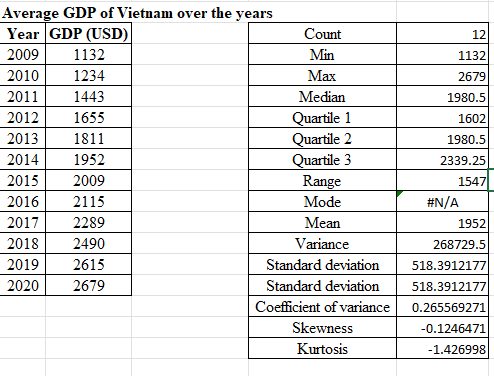 Average GDP of Vietnam over the years
Year GDP (USD)
2009 1132
2010 1234
2011 1443
2012 1655
2013 1811
2014 1952
2015 2009
2016 2115
2017 2289
2018 2490
2019 2615
2020 2679
Count 12
Min 1132
Max 2679
Median 1980.5
Quartile 1 1602
Quartile 2 1980.5
Quartile 3 2339.25
Range 1547
Mode #N/A
Mean 1952
Variance 268729.5
Standard deviation 518.3912177
Standard deviation 518.3912177
Coefficient of variance 0.265569271
Skewness -0.1246471
Kurtosis -1.426998